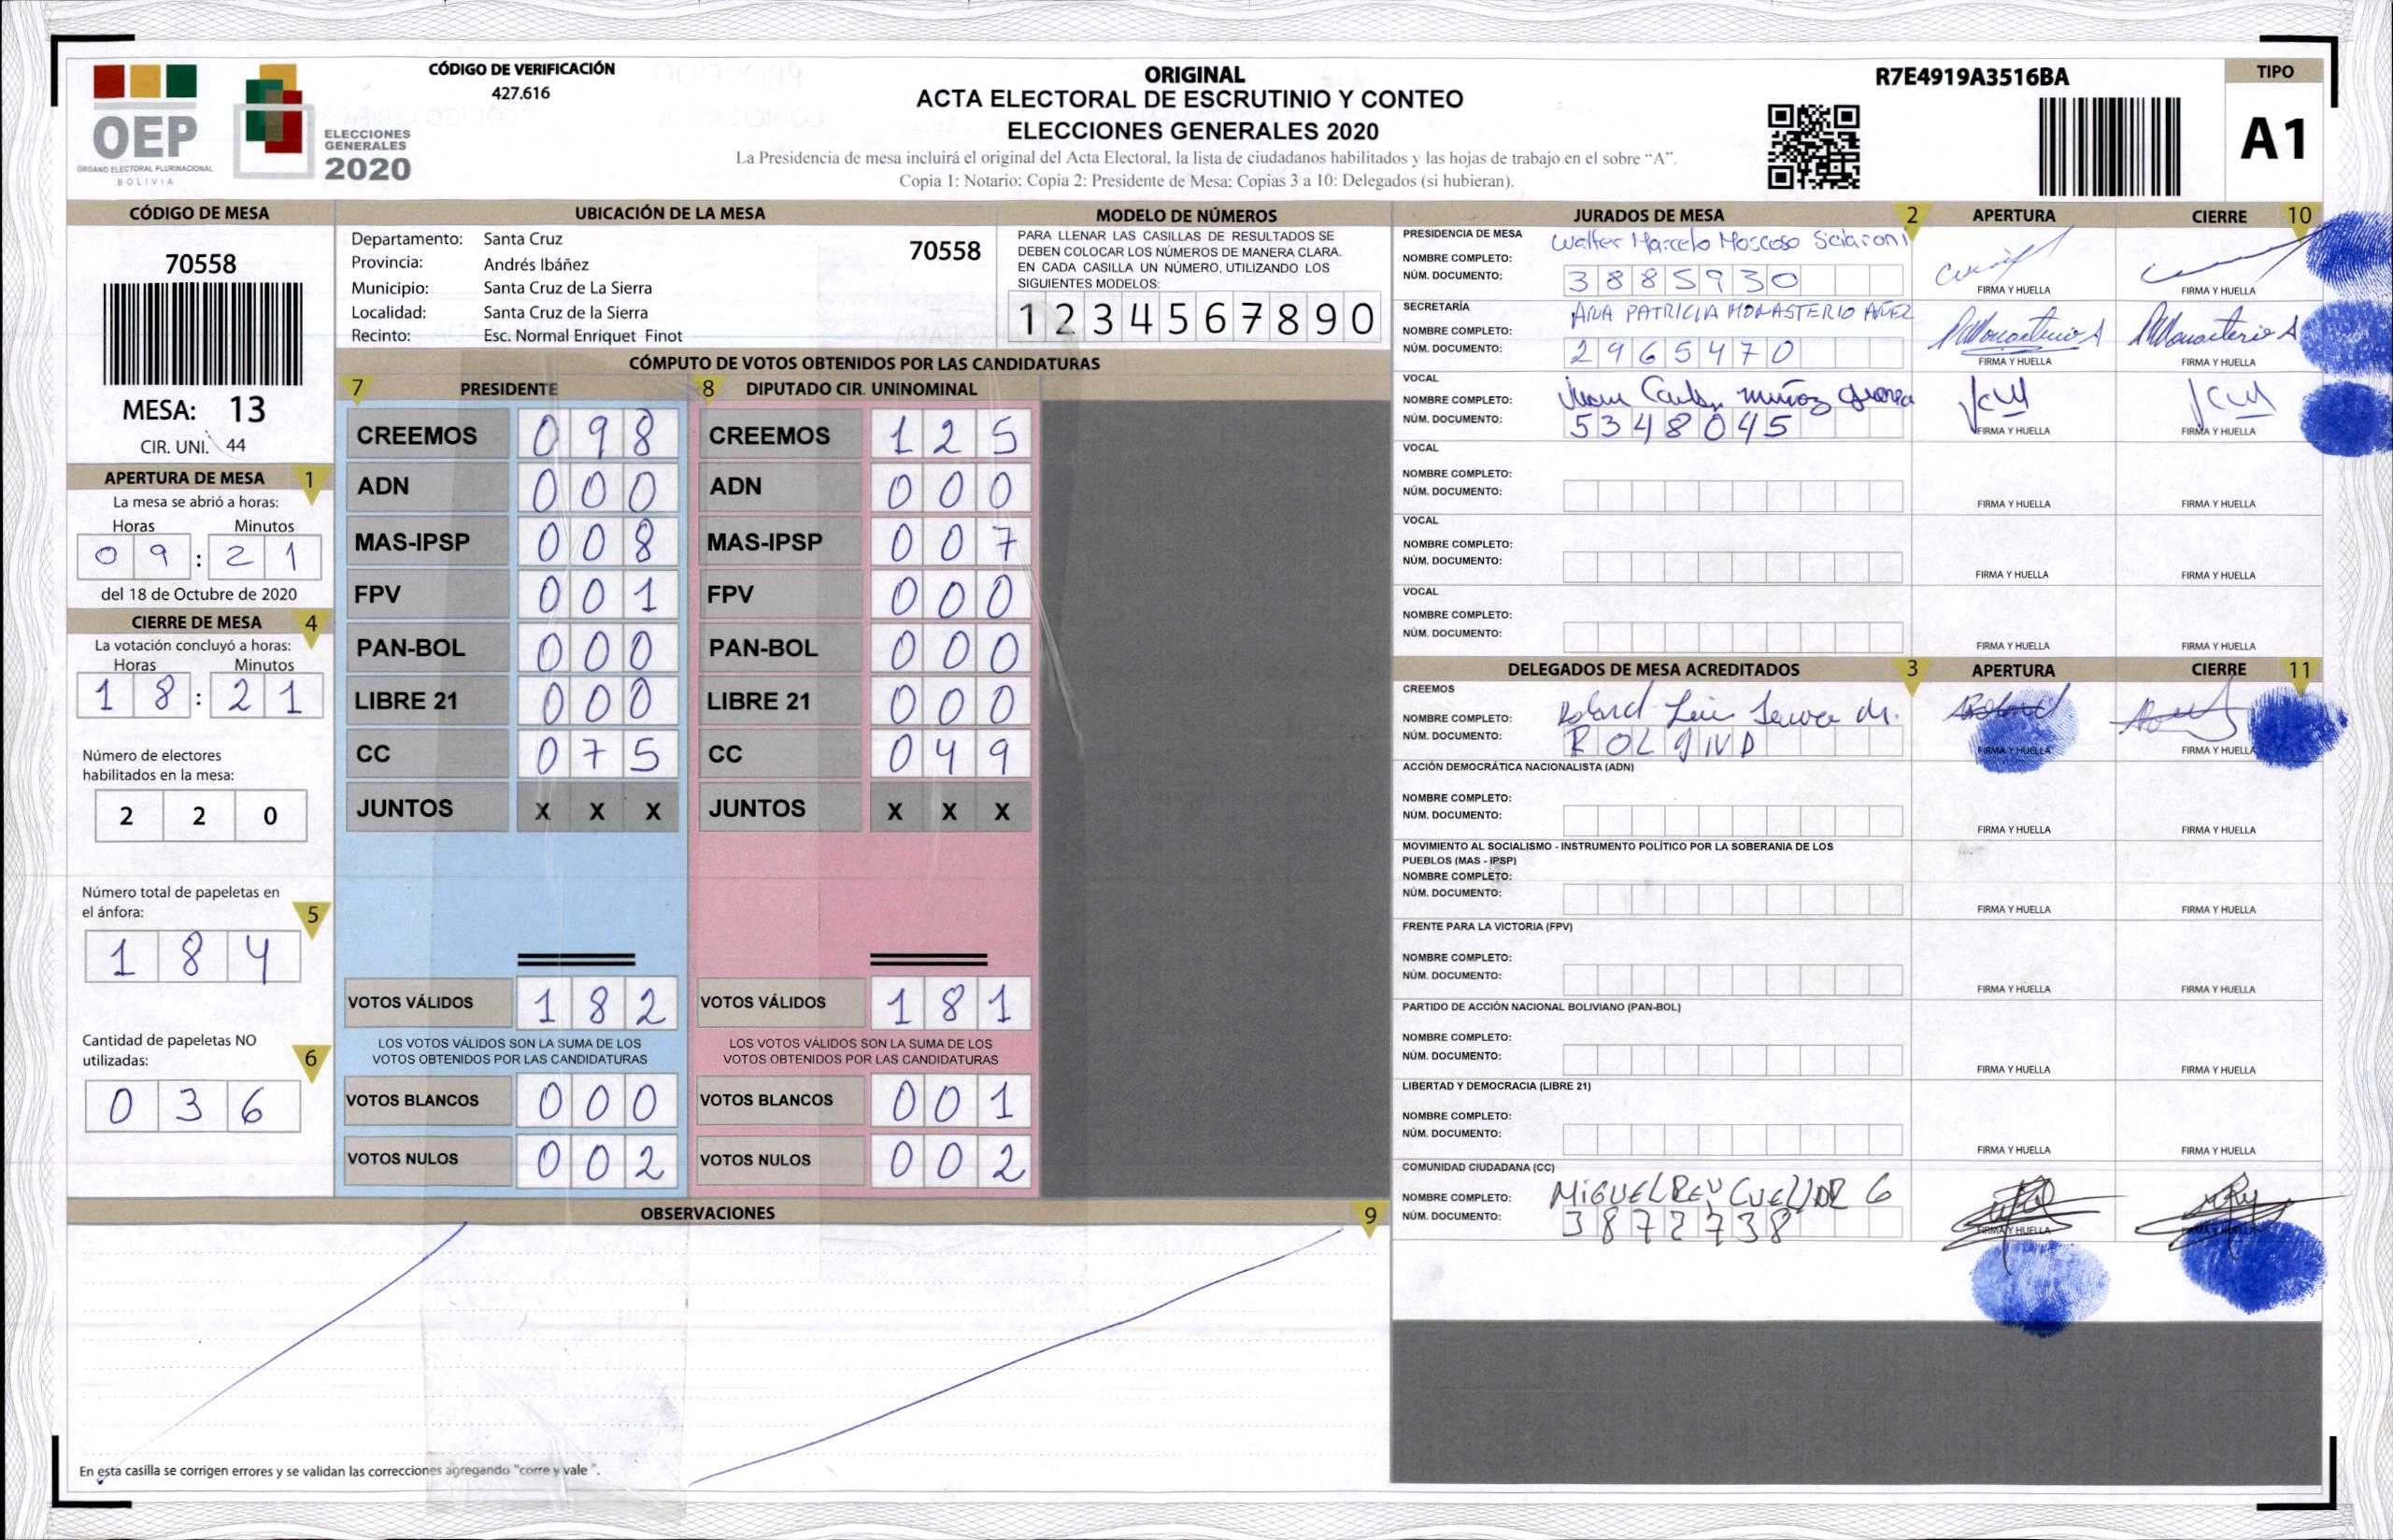 OEP
ÓRGANO ELECTORAL PLURINACIONAL
BOLIVIA
ELECCIONES
GENERALES
2020
CÓDIGO DE VERIFICACIÓN
427.616
ORIGINAL
ACTA ELECTORAL DE ESCRUTINIO Y CONTEO
ELECCIONES GENERALES 2020
La Presidencia de mesa incluirá el original del Acta Electoral, la lista de ciudadanos habilitados y las hojas de trabajo en el sobre “A”.
Copia 1: Notario; Copia 2: Presidente de Mesa; Copias 3 a 10: Delegados (si hubieran).
R7E4919A3516BA
TIPO
A1
CÓDIGO DE MESA
70558
MESA: 13
CIR. UNI. 44
APERTURA DE MESA 1
La mesa se abrió a horas:
Horas Minutos
09:21
del 18 de Octubre de 2020
CIERRE DE MESA 4
La votación concluyó a horas:
Horas Minutos
18:21
Número de electores
habilitados en la mesa:
2 2 0
Número total de papeletas en
el ánfora: 5
1 8 4
Cantidad de papeletas NO
utilizadas: 6
0 3 6
UBICACIÓN DE LA MESA
Departamento: Santa Cruz 70558
Provincia: Andrés Ibáñez
Municipio: Santa Cruz de La Sierra
Localidad: Santa Cruz de la Sierra
Recinto: Esc. Normal Enriquet Finot
MODELO DE NÚMEROS
PARA LLENAR LAS CASILLAS DE RESULTADOS SE
DEBEN COLOCAR LOS NÚMEROS DE MANERA CLARA.
EN CADA CASILLA UN NÚMERO, UTILIZANDO LOS
SIGUIENTES MODELOS:
1 2 3 4 5 6 7 8 9 0
CÓMPUTO DE VOTOS OBTENIDOS POR LAS CANDIDATURAS
7 PRESIDENTE 8 DIPUTADO CIR. UNINOMINAL
CREEMOS 0 9 8 CREEMOS 1 2 5
ADN 0 0 0 ADN 0 0 0
MAS-IPSP 0 0 8 MAS-IPSP 0 0 7
FPV 0 0 1 FPV 0 0 0
PAN-BOL 0 0 0 PAN-BOL 0 0 0
LIBRE 21 0 0 0 LIBRE 21 0 0 0
CC 0 7 5 CC 0 4 9
JUNTOS X X X JUNTOS X X X
VOTOS VÁLIDOS 1 8 2 VOTOS VÁLIDOS 1 8 1
LOS VOTOS VÁLIDOS SON LA SUMA DE LOS LOS VOTOS VÁLIDOS SON LA SUMA DE LOS
VOTOS OBTENIDOS POR LAS CANDIDATURAS VOTOS OBTENIDOS POR LAS CANDIDATURAS
VOTOS BLANCOS 0 0 0 VOTOS BLANCOS 0 0 1
VOTOS NULOS 0 0 2 VOTOS NULOS 0 0 2
OBSERVACIONES 9
En esta casilla se corrigen errores y se validan las correcciones agregando "corre y vale ".
JURADOS DE MESA 2 APERTURA CIERRE 10
PRESIDENCIA DE MESA
NOMBRE COMPLETO: Walter Marcelo Moscoso Sciaroni
NÚM. DOCUMENTO: 3885930 FIRMA Y HUELLA FIRMA Y HUELLA
SECRETARÍA
NOMBRE COMPLETO: ANA PATRICIA MONASTERIO AÑEZ
NÚM. DOCUMENTO: 2965470 FIRMA Y HUELLA FIRMA Y HUELLA
VOCAL
NOMBRE COMPLETO: Juan Carlos muñoz
NÚM. DOCUMENTO: 5348045 FIRMA Y HUELLA FIRMA Y HUELLA
VOCAL
NOMBRE COMPLETO:
NÚM. DOCUMENTO: FIRMA Y HUELLA FIRMA Y HUELLA
VOCAL
NOMBRE COMPLETO:
NÚM. DOCUMENTO: FIRMA Y HUELLA FIRMA Y HUELLA
VOCAL
NOMBRE COMPLETO:
NÚM. DOCUMENTO: FIRMA Y HUELLA FIRMA Y HUELLA
DELEGADOS DE MESA ACREDITADOS 3 APERTURA CIERRE 11
CREEMOS
NOMBRE COMPLETO:
NÚM. DOCUMENTO: FIRMA Y HUELLA FIRMA Y HUELLA
ACCIÓN DEMOCRÁTICA NACIONALISTA (ADN)
NOMBRE COMPLETO:
NÚM. DOCUMENTO: FIRMA Y HUELLA FIRMA Y HUELLA
MOVIMIENTO AL SOCIALISMO - INSTRUMENTO POLÍTICO POR LA SOBERANIA DE LOS
PUEBLOS (MAS - IPSP)
NOMBRE COMPLETO:
NÚM. DOCUMENTO: FIRMA Y HUELLA FIRMA Y HUELLA
FRENTE PARA LA VICTORIA (FPV)
NOMBRE COMPLETO:
NÚM. DOCUMENTO: FIRMA Y HUELLA FIRMA Y HUELLA
PARTIDO DE ACCIÓN NACIONAL BOLIVIANO (PAN-BOL)
NOMBRE COMPLETO:
NÚM. DOCUMENTO: FIRMA Y HUELLA FIRMA Y HUELLA
LIBERTAD Y DEMOCRACIA (LIBRE 21)
NOMBRE COMPLETO:
NÚM. DOCUMENTO: FIRMA Y HUELLA FIRMA Y HUELLA
COMUNIDAD CIUDADANA (CC)
NOMBRE COMPLETO: MIGUEL REY CUELLAR G
NÚM. DOCUMENTO: 3872738 FIRMA Y HUELLA FIRMA Y HUELLA